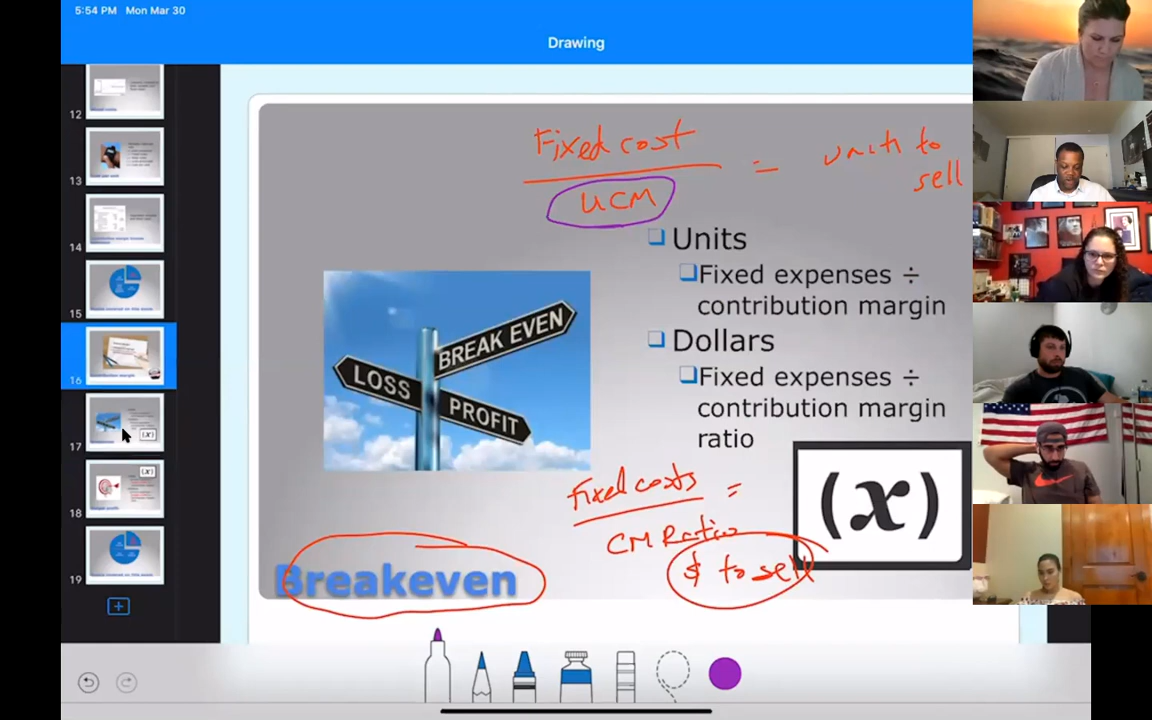 5:54 PM Mon Mar 30
Drawing
12
13
14
15
16
17
18
19
Fixed cost
UCM
= units to
sell
Units
Fixed expenses ÷
contribution margin
Dollars
Fixed expenses ÷
contribution margin
ratio
BREAK EVEN
LOSS
PROFIT
Fixed costs =
CM Ratio
$ to sell
(x)
Breakeven